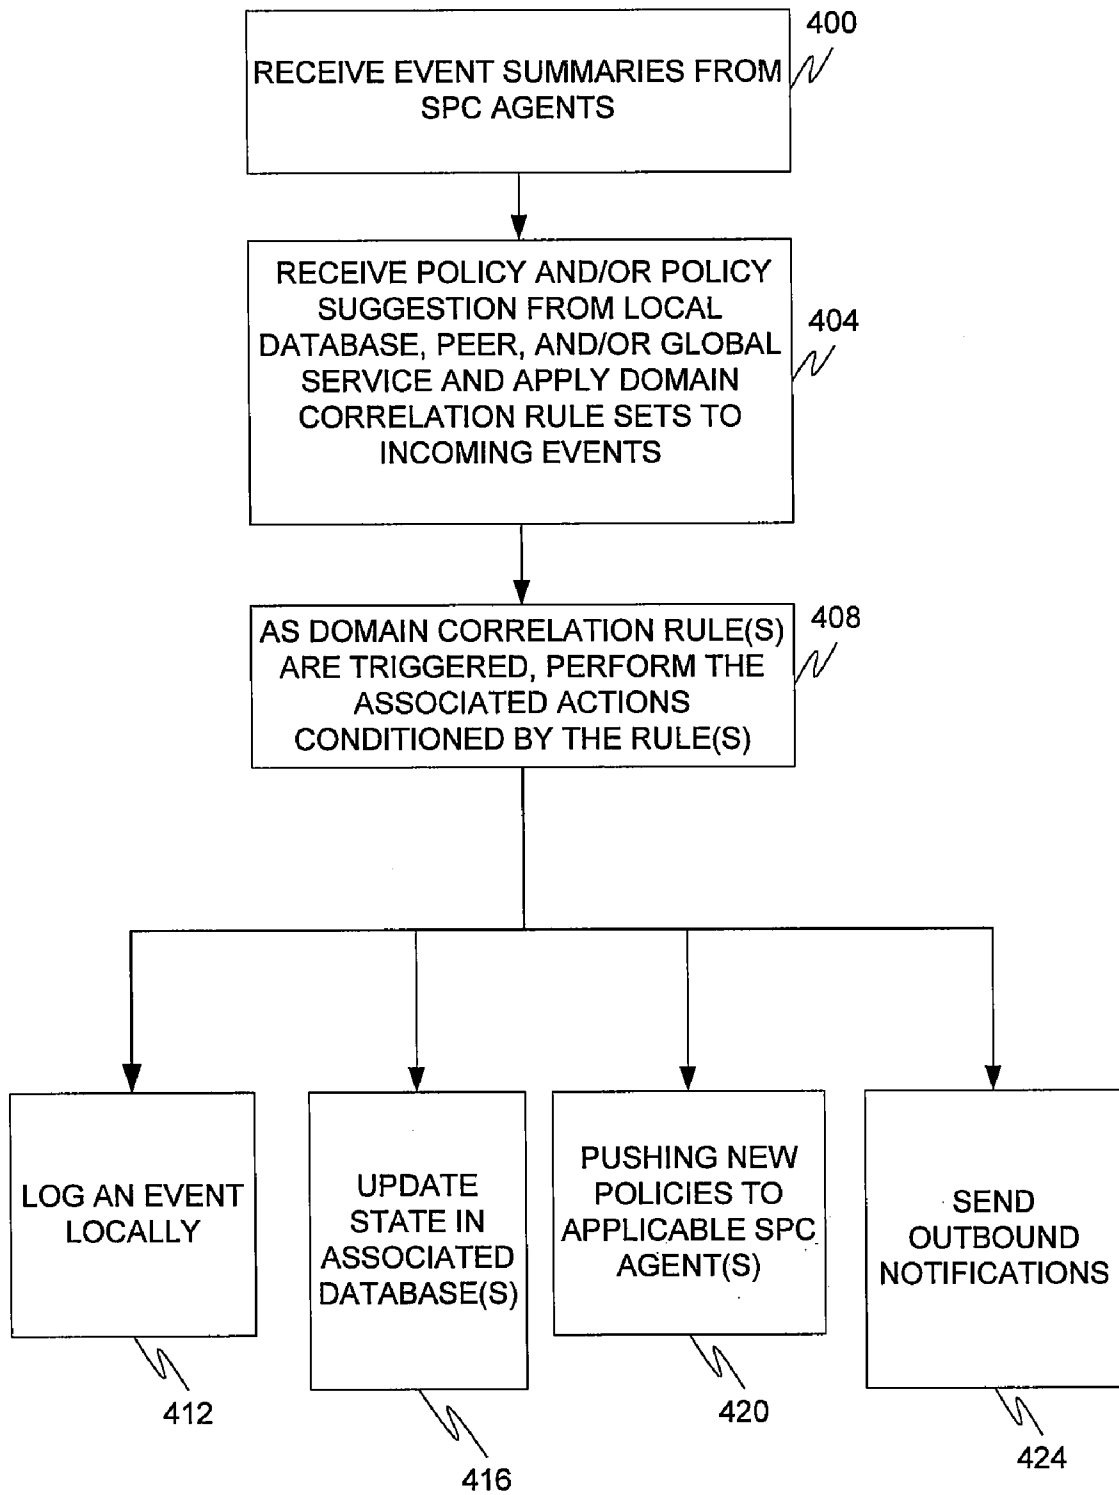 400
RECEIVE EVENT SUMMARIES FROM
SPC AGENTS
RECEIVE POLICY AND/OR POLICY
SUGGESTION FROM LOCAL
DATABASE, PEER, AND/OR GLOBAL
SERVICE AND APPLY DOMAIN
CORRELATION RULE SETS TO
INCOMING EVENTS
404
AS DOMAIN CORRELATION RULE(S)
ARE TRIGGERED, PERFORM THE
ASSOCIATED ACTIONS
CONDITIONED BY THE RULE(S)
408
LOG AN EVENT
LOCALLY
412
UPDATE
STATE IN
ASSOCIATED
DATABASE(S)
416
PUSHING NEW
POLICIES TO
APPLICABLE SPC
AGENT(S)
420
SEND
OUTBOUND
NOTIFICATIONS
424